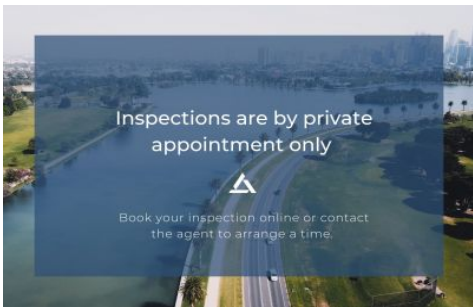 Inspections are by private
appointment only
Book your inspection online or contact
the agent to arrange a time.